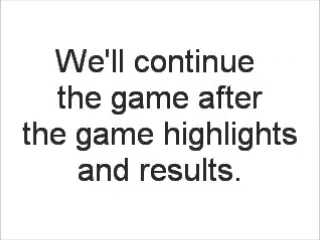 We'll continue
the game after
the game highlights
and results.